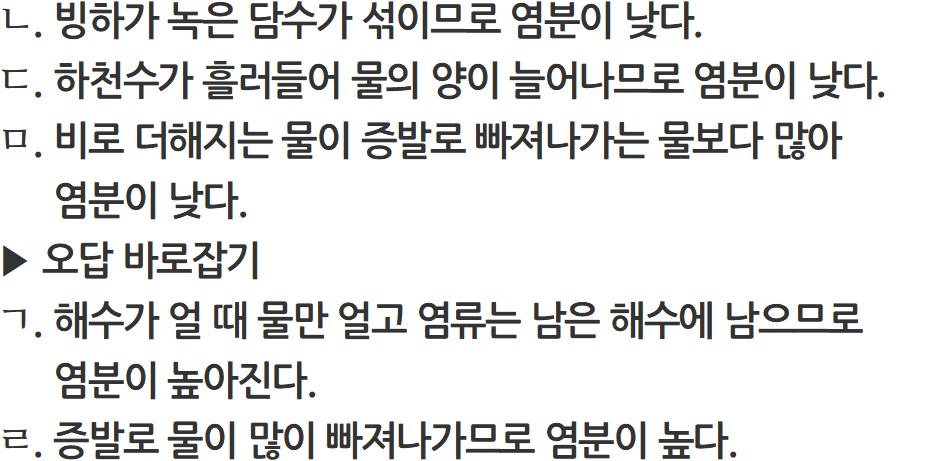 ㄴ. 빙하가 녹은 담수가 섞이므로 염분이 낮다.
ㄷ. 하천수가 흘러들어 물의 양이 늘어나므로 염분이 낮다.
ㅁ. 비로 더해지는 물이 증발로 빠져나가는 물보다 많아
염분이 낮다.
▶ 오답 바로잡기
ㄱ. 해수가 얼 때 물만 얼고 염류는 남은 해수에 남으므로
염분이 높아진다.
ㄹ. 증발로 물이 많이 빠져나가므로 염분이 높다.